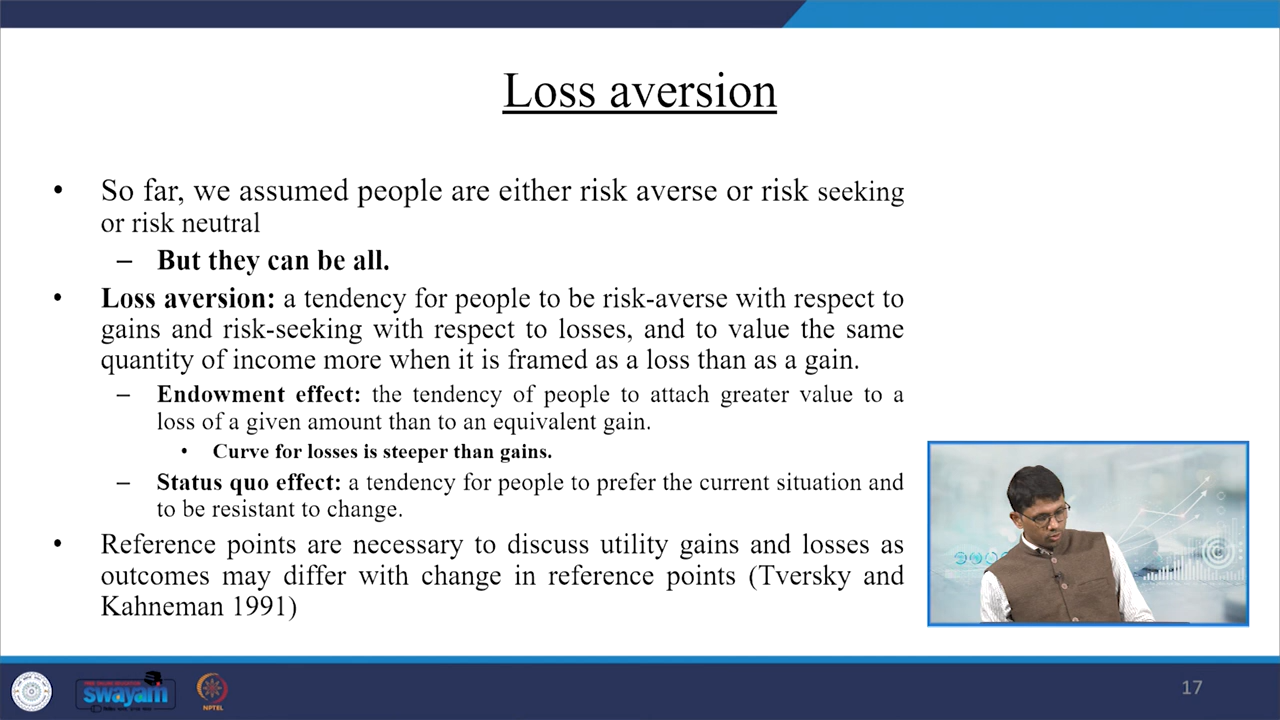 Loss aversion
• So far, we assumed people are either risk averse or risk seeking
or risk neutral
– But they can be all.
• Loss aversion: a tendency for people to be risk-averse with respect to
gains and risk-seeking with respect to losses, and to value the same
quantity of income more when it is framed as a loss than as a gain.
– Endowment effect: the tendency of people to attach greater value to a
loss of a given amount than to an equivalent gain.
• Curve for losses is steeper than gains.
– Status quo effect: a tendency for people to prefer the current situation and
to be resistant to change.
• Reference points are necessary to discuss utility gains and losses as
outcomes may differ with change in reference points (Tversky and
Kahneman 1991)
swayam
NPTEL
17